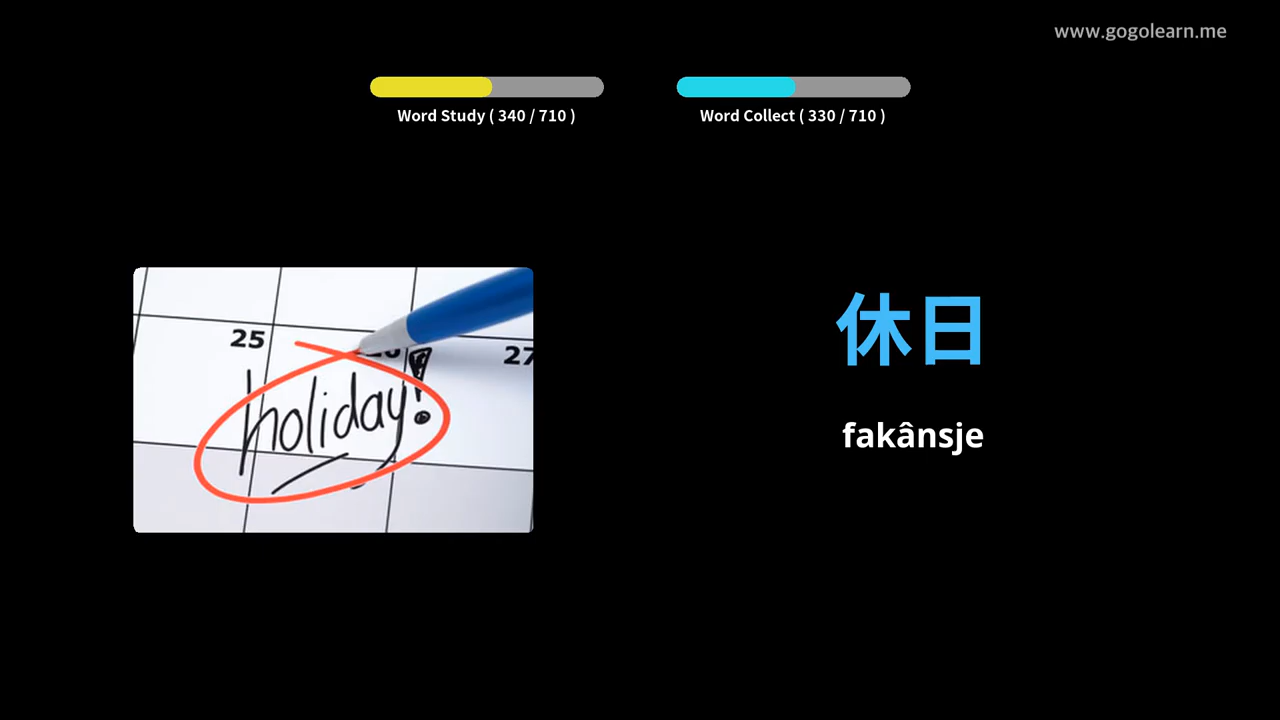 www.gogolearn.me
Word Study ( 340 / 710 )
Word Collect ( 330 / 710 )
25
27
holiday!
休日
fakânsje